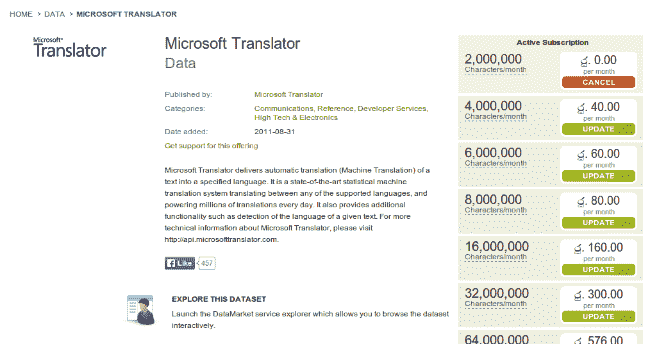 HOME > DATA > MICROSOFT TRANSLATOR
Microsoft®
Translator
Microsoft Translator
Data
Published by: Microsoft Translator
Categories: Communications, Reference, Developer Services,
High Tech & Electronics
Date added: 2011-08-31
Get support for this offering
Microsoft Translator delivers automatic translation (Machine Translation) of a
text into a specified language. It is a state-of-the-art statistical machine
translation system translating between any of the supported languages, and
powering millions of translations every day. It also provides additional
functionality such as detection of the language of a given text. For more
technical information about Microsoft Translator, please visit
http://api.microsofttranslator.com.
Like 457
EXPLORE THIS DATASET
Launch the DataMarket service explorer which allows you to browse the dataset
interactively.
Active Subscription
2,000,000
Characters/month
0.00
per month
CANCEL
4,000,000
Characters/month
40.00
per month
UPDATE
6,000,000
Characters/month
60.00
per month
UPDATE
8,000,000
Characters/month
80.00
per month
UPDATE
16,000,000
Characters/month
160.00
per month
UPDATE
32,000,000
Characters/month
300.00
per month
UPDATE
64,000,000
576.00